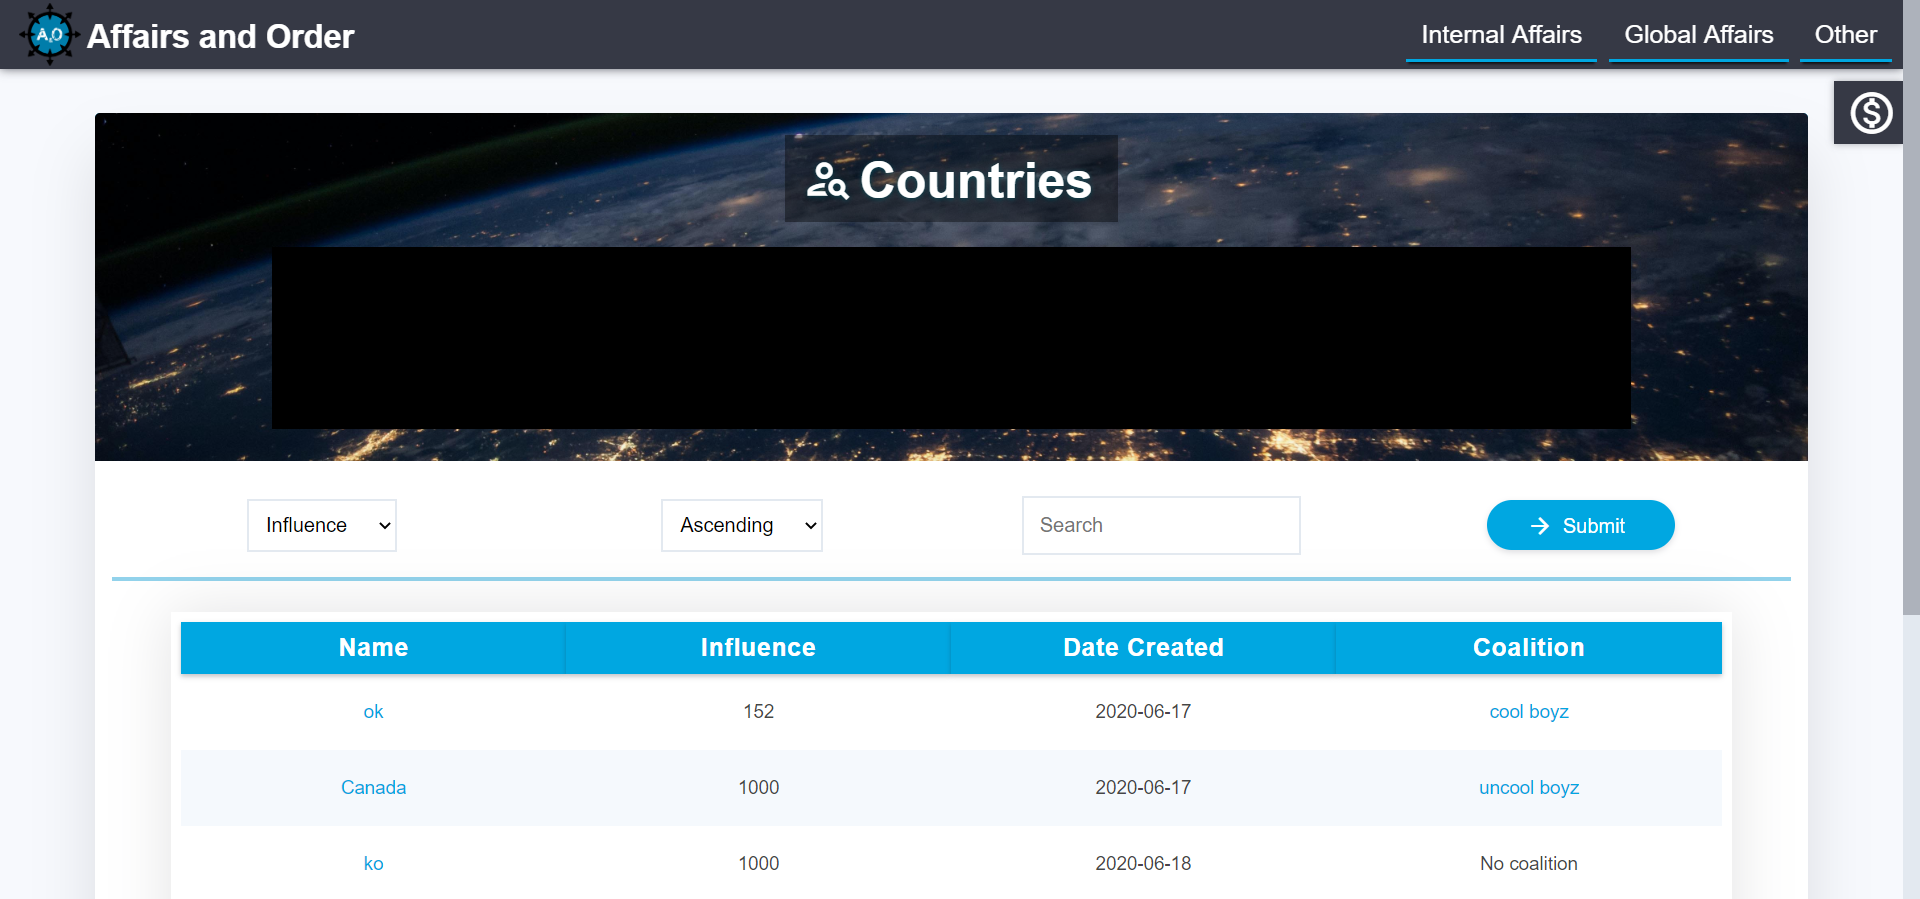 A&O Affairs and Order Internal Affairs Global Affairs Other
Countries
Influence Ascending Search Submit
Name Influence Date Created Coalition
ok 152 2020-06-17 cool boyz
Canada 1000 2020-06-17 uncool boyz
ko 1000 2020-06-18 No coalition